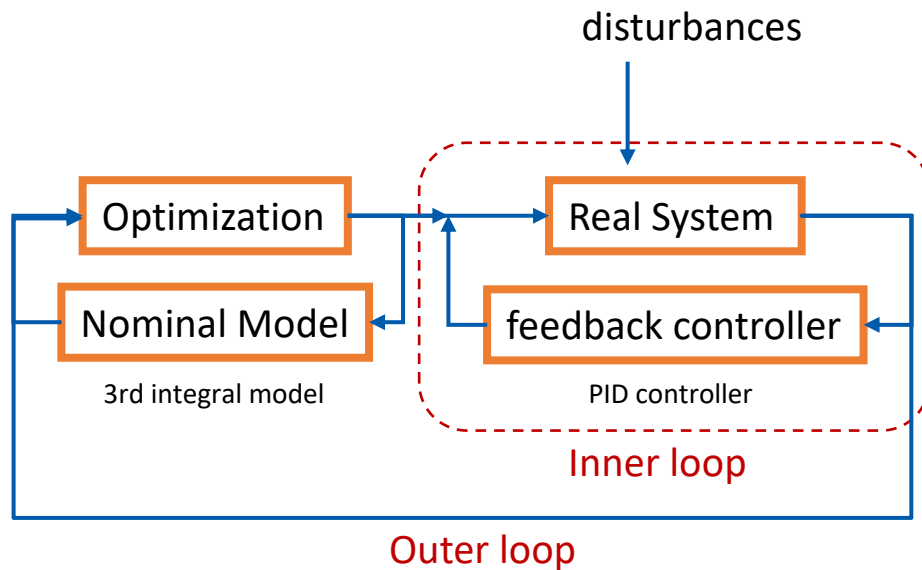 disturbances
Optimization
Real System
Nominal Model
feedback controller
3rd integral model
PID controller
Inner loop
Outer loop